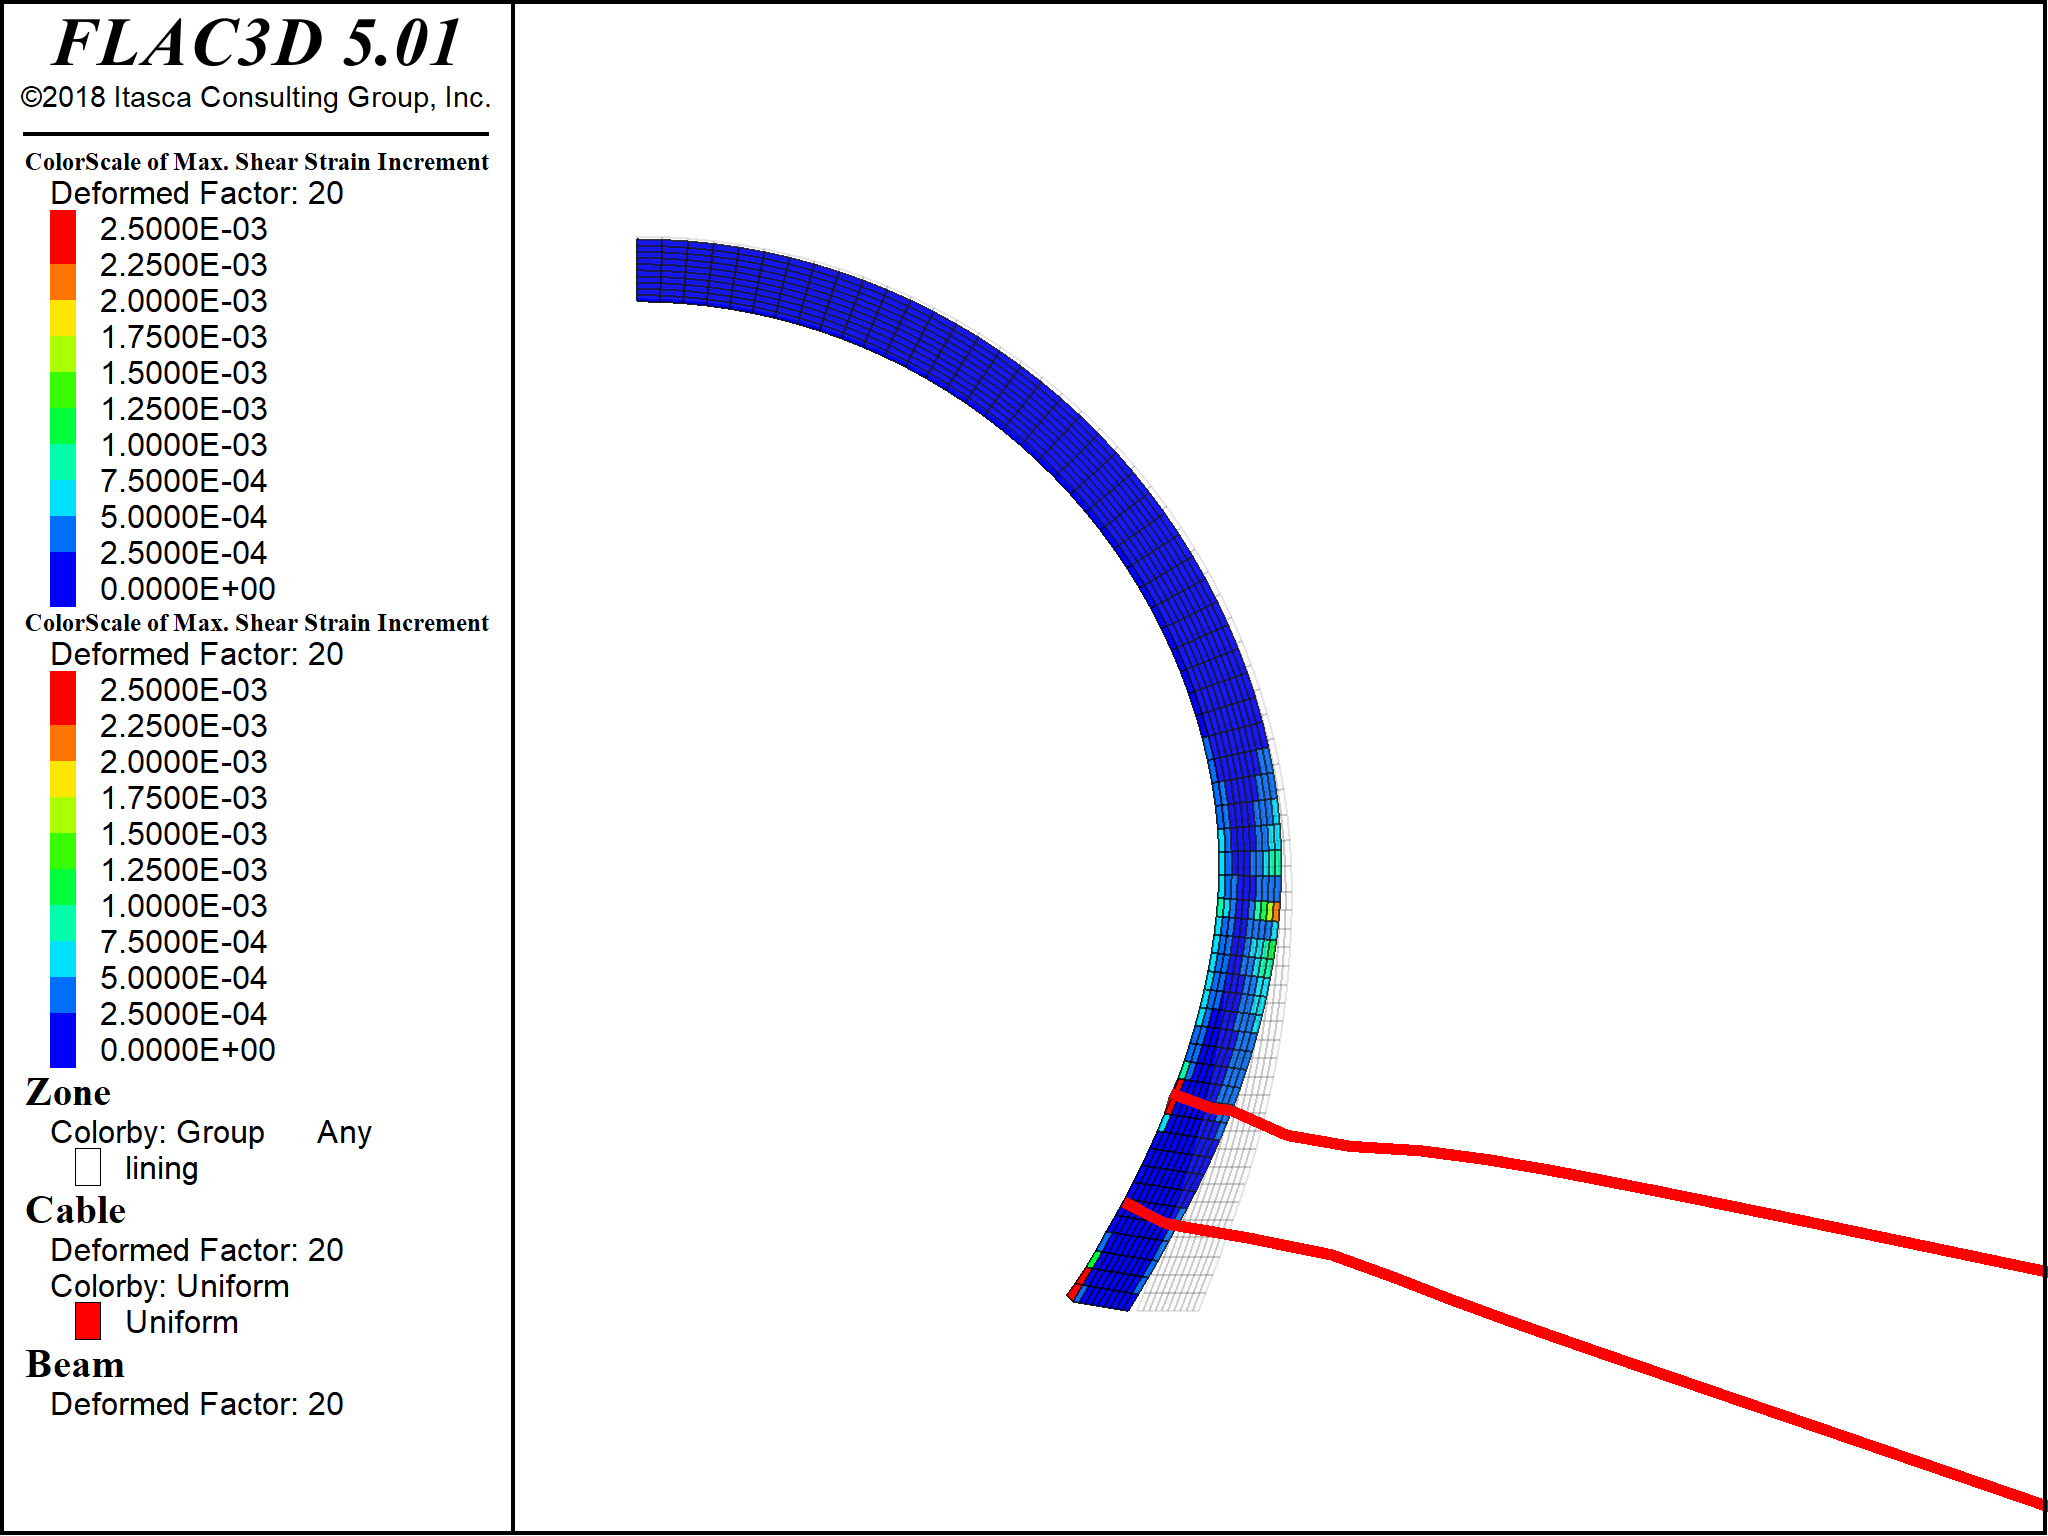 FLAC3D 5.01
©2018 Itasca Consulting Group, Inc.
ColorScale of Max. Shear Strain Increment
Deformed Factor: 20
2.5000E-03
2.2500E-03
2.0000E-03
1.7500E-03
1.5000E-03
1.2500E-03
1.0000E-03
7.5000E-04
5.0000E-04
2.5000E-04
0.0000E+00
ColorScale of Max. Shear Strain Increment
Deformed Factor: 20
2.5000E-03
2.2500E-03
2.0000E-03
1.7500E-03
1.5000E-03
1.2500E-03
1.0000E-03
7.5000E-04
5.0000E-04
2.5000E-04
0.0000E+00
Zone
Colorby: Group Any
lining
Cable
Deformed Factor: 20
Colorby: Uniform
Uniform
Beam
Deformed Factor: 20